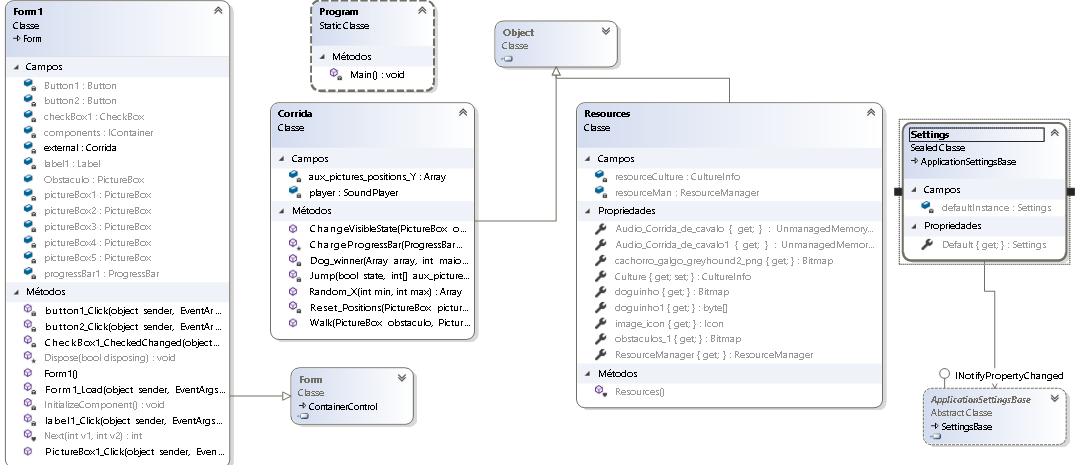 Form1
Classe
Form
Campos
Button1 : Button
button2 : Button
checkBox1 : CheckBox
components : IContainer
external : Corrida
label1 : Label
Obstaculo : PictureBox
pictureBox1 : PictureBox
pictureBox2 : PictureBox
pictureBox3 : PictureBox
pictureBox4 : PictureBox
pictureBox5 : PictureBox
progressBar1 : ProgressBar
Métodos
button1_Click(object sender, EventAr...
button2_Click(object sender, EventAr...
CheckBox1_CheckedChanged(object...
Dispose(bool disposing) : void
Form1()
Form1_Load(object sender, EventArgs...
InitializeComponent() : void
label1_Click(object sender, EventArgs...
Next(int v1, int v2) : int
PictureBox1_Click(object sender, Even...
Program
Static Classe
Métodos
Main() : void
Object
Classe
Corrida
Classe
Campos
aux_pictures_positions_Y : Array
player : SoundPlayer
Métodos
ChangeVisibleState(PictureBox o...
ChargeProgressBar(ProgressBar...
Dog_winner(Array array, int maio...
Jump(bool state, int[] aux_picture...
Random_X(int min, int max) : Array
Reset_Positions(PictureBox pictur...
Walk(PictureBox obstaculo, Pictur...
Form
Classe
ContainerControl
Resources
Classe
Campos
resourceCulture : CultureInfo
resourceMan : ResourceManager
Propriedades
Audio_Corrida_de_cavalo { get; } : UnmanagedMemory...
Audio_Corrida_de_cavalo1 { get; } : UnmanagedMemor...
cachorro_galgo_greyhound2_png { get; } : Bitmap
Culture { get; set; } : CultureInfo
doguinho { get; } : Bitmap
doguinho1 { get; } : byte[]
image_icon { get; } : Icon
obstaculos_1 { get; } : Bitmap
ResourceManager { get; } : ResourceManager
Métodos
Resources()
Settings
Sealed Classe
ApplicationSettingsBase
Campos
defaultInstance : Settings
Propriedades
Default { get; } : Settings
INotifyPropertyChanged
ApplicationSettingsBase
Abstract Classe
SettingsBase